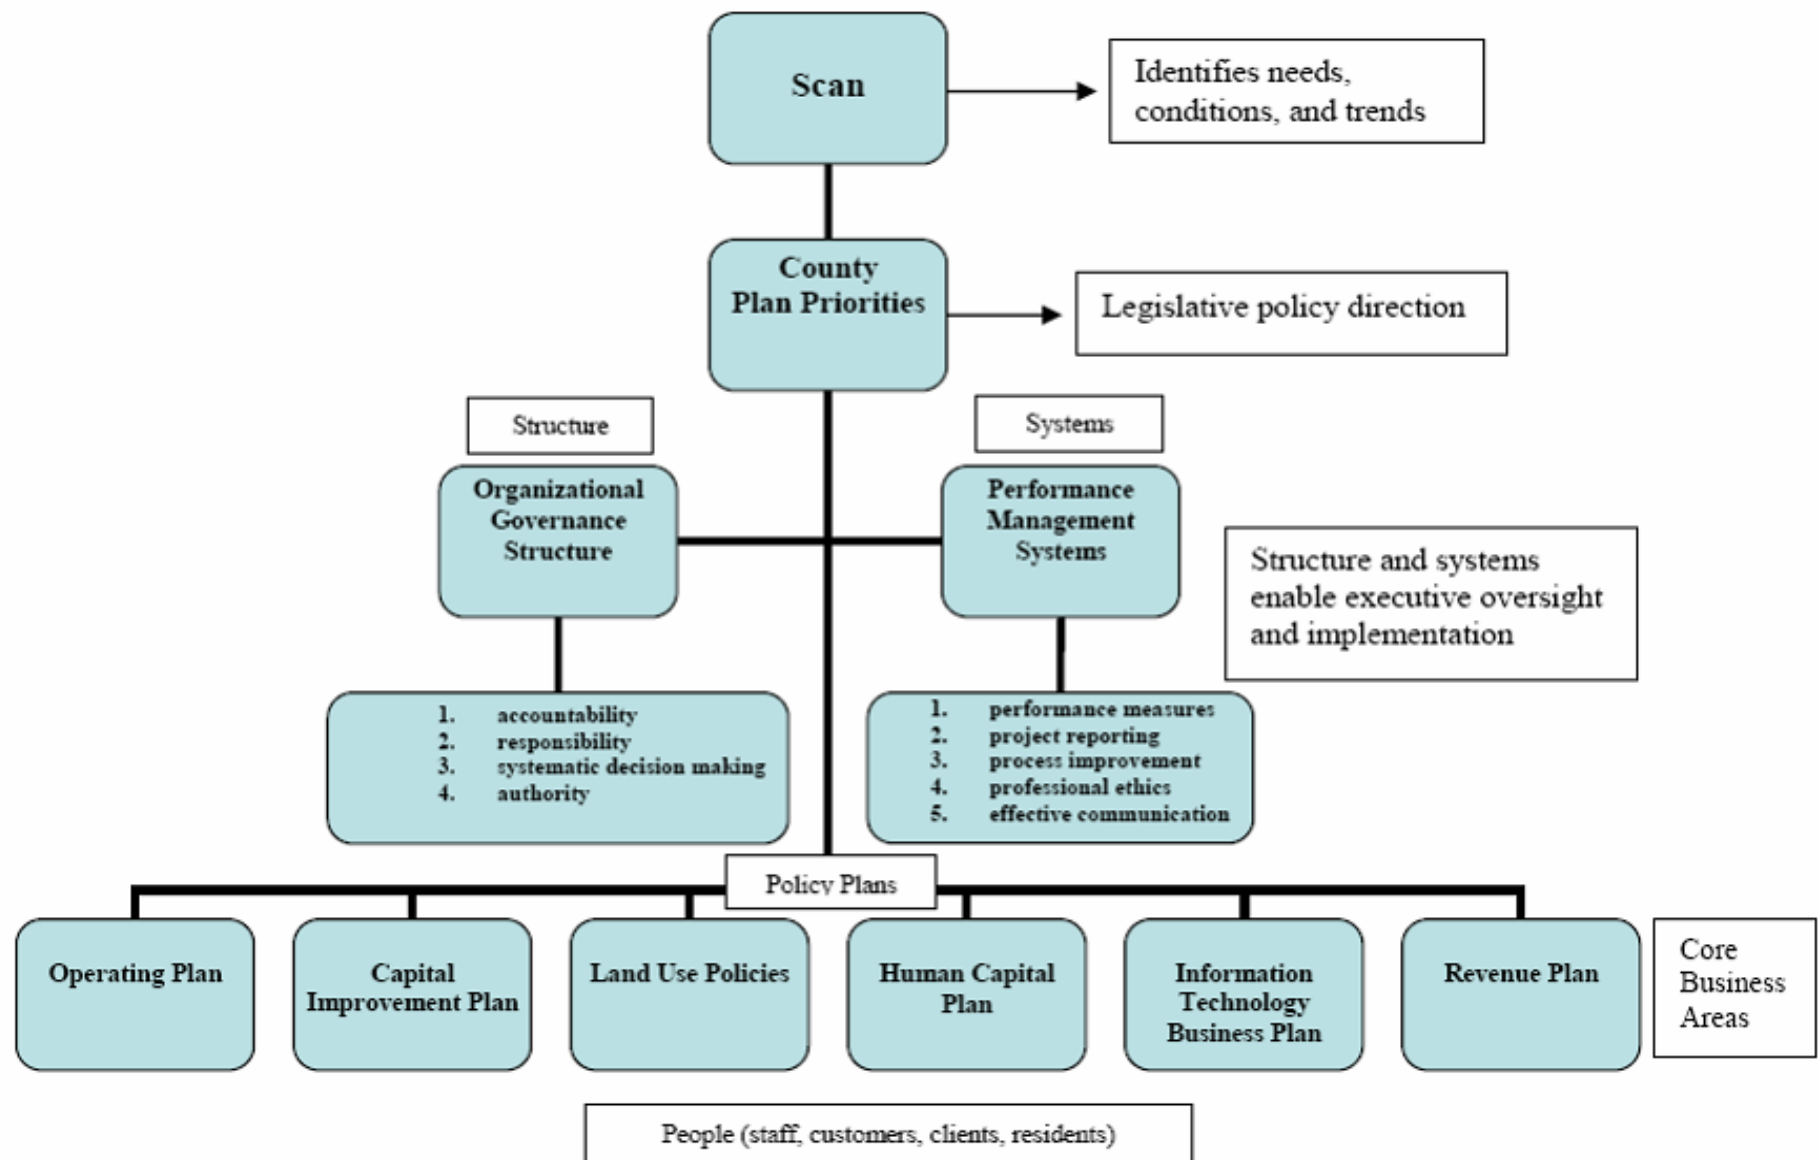 Scan
Identifies needs,
conditions, and trends
County
Plan Priorities
Legislative policy direction
Structure
Systems
Organizational
Governance
Structure
Performance
Management
Systems
Structure and systems
enable executive oversight
and implementation
1. accountability
2. responsibility
3. systematic decision making
4. authority
1. performance measures
2. project reporting
3. process improvement
4. professional ethics
5. effective communication
Policy Plans
Operating Plan
Capital
Improvement Plan
Land Use Policies
Human Capital
Plan
Information
Technology
Business Plan
Revenue Plan
Core
Business
Areas
People (staff, customers, clients, residents)